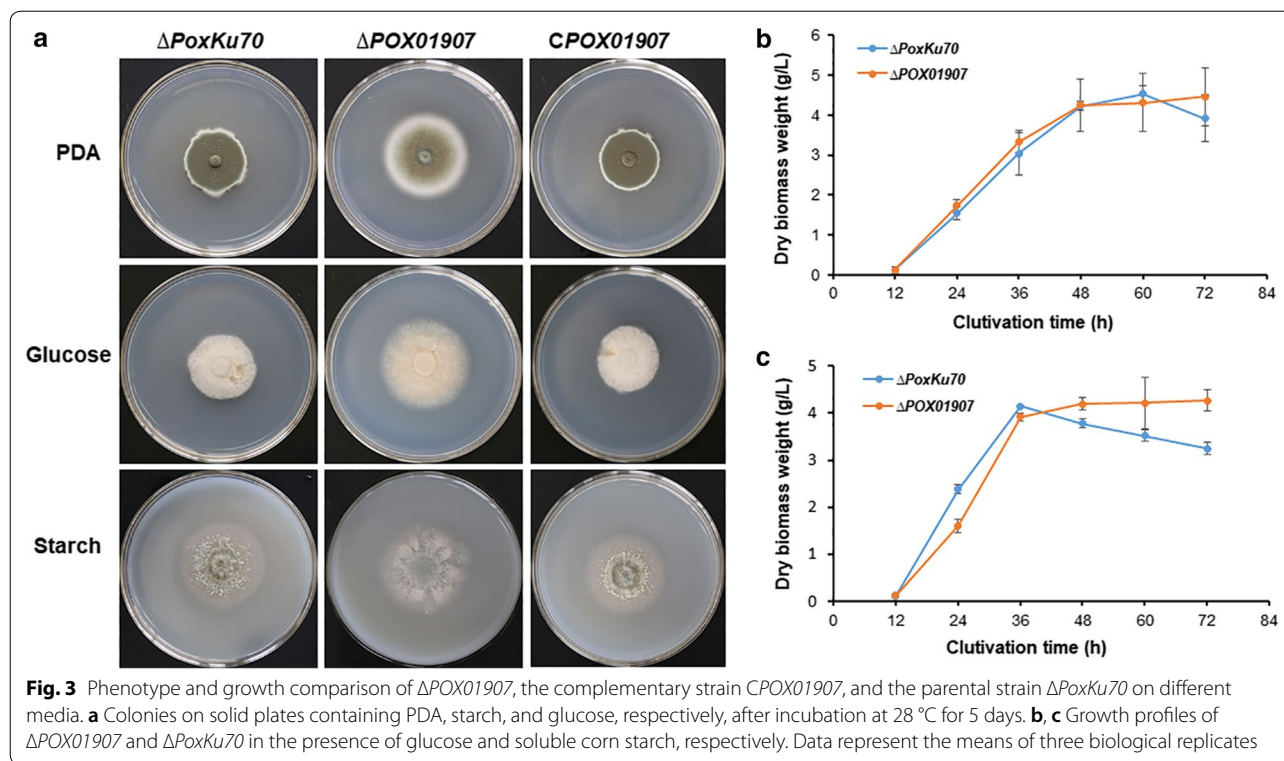 a
ΔPoxKu70 ΔPOX01907 CPOX01907
PDA
Glucose
Starch
b
Dry biomass weight (g/L)
6
5
4
3
2
1
0
ΔPoxKu70
ΔPOX01907
0 12 24 36 48 60 72 84
Clutivation time (h)
c
Dry biomass weight (g/L)
5
4
3
2
1
0
ΔPoxKu70
ΔPOX01907
0 12 24 36 48 60 72 84
Clutivation time (h)
Fig. 3 Phenotype and growth comparison of ΔPOX01907, the complementary strain CPOX01907, and the parental strain ΔPoxKu70 on different
media. a Colonies on solid plates containing PDA, starch, and glucose, respectively, after incubation at 28 °C for 5 days. b, c Growth profiles of
ΔPOX01907 and ΔPoxKu70 in the presence of glucose and soluble corn starch, respectively. Data represent the means of three biological replicates